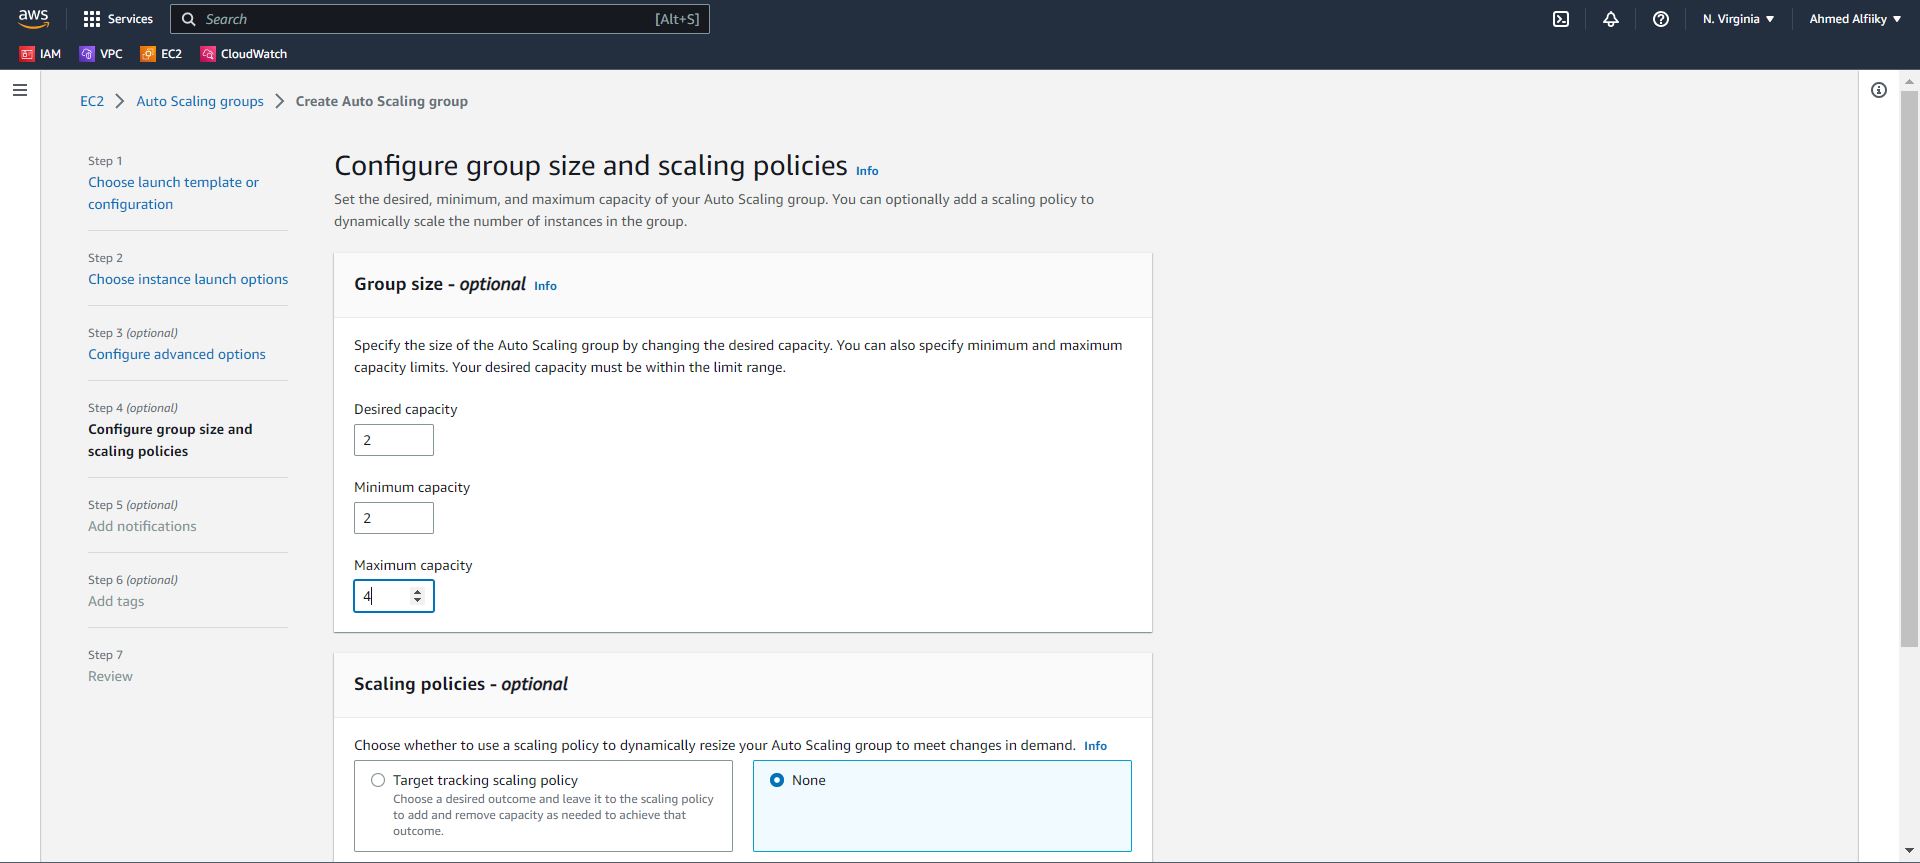 aws
Services
Search
[Alt+S]
N. Virginia
Ahmed Alfiiky
IAM
VPC
EC2
CloudWatch
EC2
Auto Scaling groups
Create Auto Scaling group
Step 1
Choose launch template or
configuration
Step 2
Choose instance launch options
Step 3 (optional)
Configure advanced options
Step 4 (optional)
Configure group size and
scaling policies
Step 5 (optional)
Add notifications
Step 6 (optional)
Add tags
Step 7
Review
Configure group size and scaling policies Info
Set the desired, minimum, and maximum capacity of your Auto Scaling group. You can optionally add a scaling policy to
dynamically scale the number of instances in the group.
Group size - optional Info
Specify the size of the Auto Scaling group by changing the desired capacity. You can also specify minimum and maximum
capacity limits. Your desired capacity must be within the limit range.
Desired capacity
2
Minimum capacity
2
Maximum capacity
4
Scaling policies - optional
Choose whether to use a scaling policy to dynamically resize your Auto Scaling group to meet changes in demand. Info
Target tracking scaling policy
Choose a desired outcome and leave it to the scaling policy
to add and remove capacity as needed to achieve that
outcome.
None